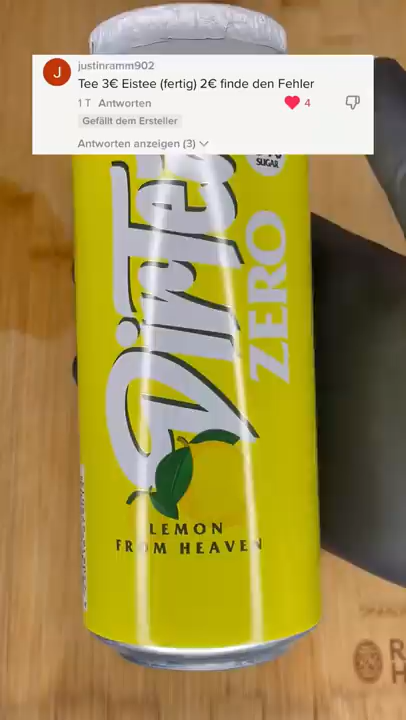 J
justinramm902
Tee 3€ Eistee (fertig) 2€ finde den Fehler
1 T Antworten
4
Gefällt dem Ersteller
Antworten anzeigen (3)
SUGAR
DirTea
ZERO
LEMON
FROM HEAVEN